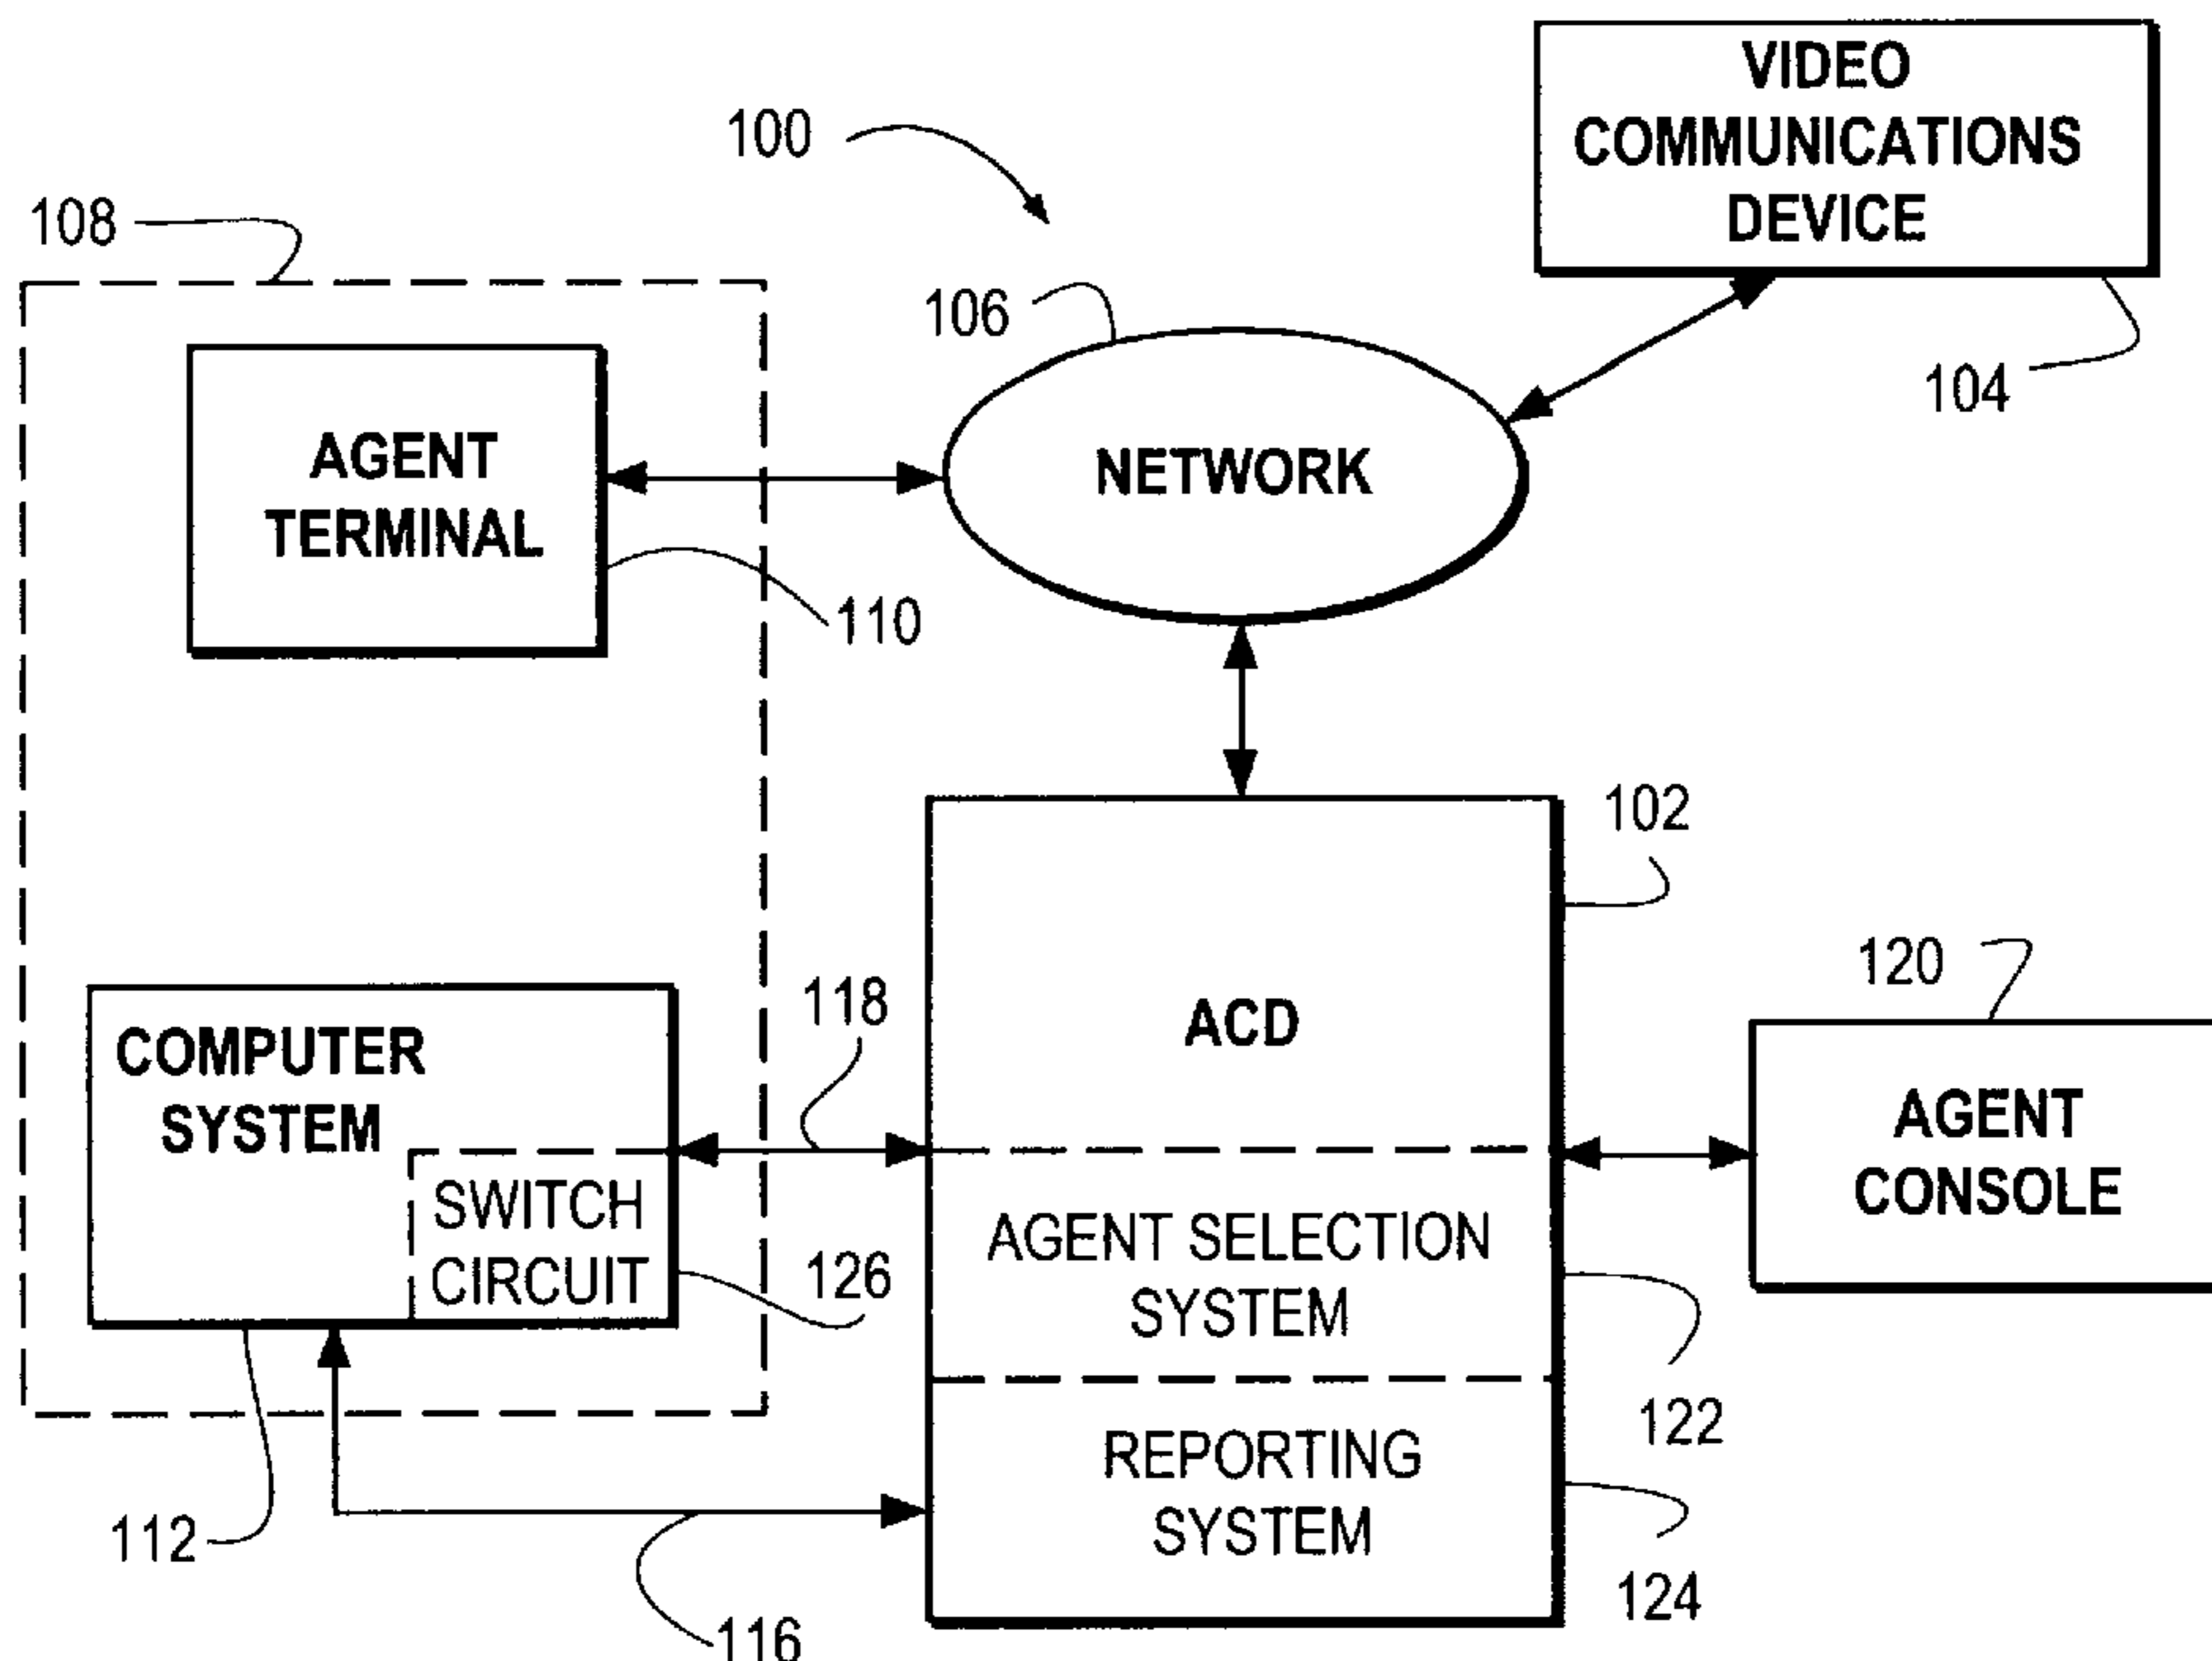 VIDEO
COMMUNICATIONS
DEVICE
100
108
106
104
AGENT
TERMINAL
NETWORK
110
102
120
118
COMPUTER
SYSTEM
ACD
AGENT
CONSOLE
SWITCH
CIRCUIT
126
AGENT SELECTION
SYSTEM
122
REPORTING
SYSTEM
112
124
116